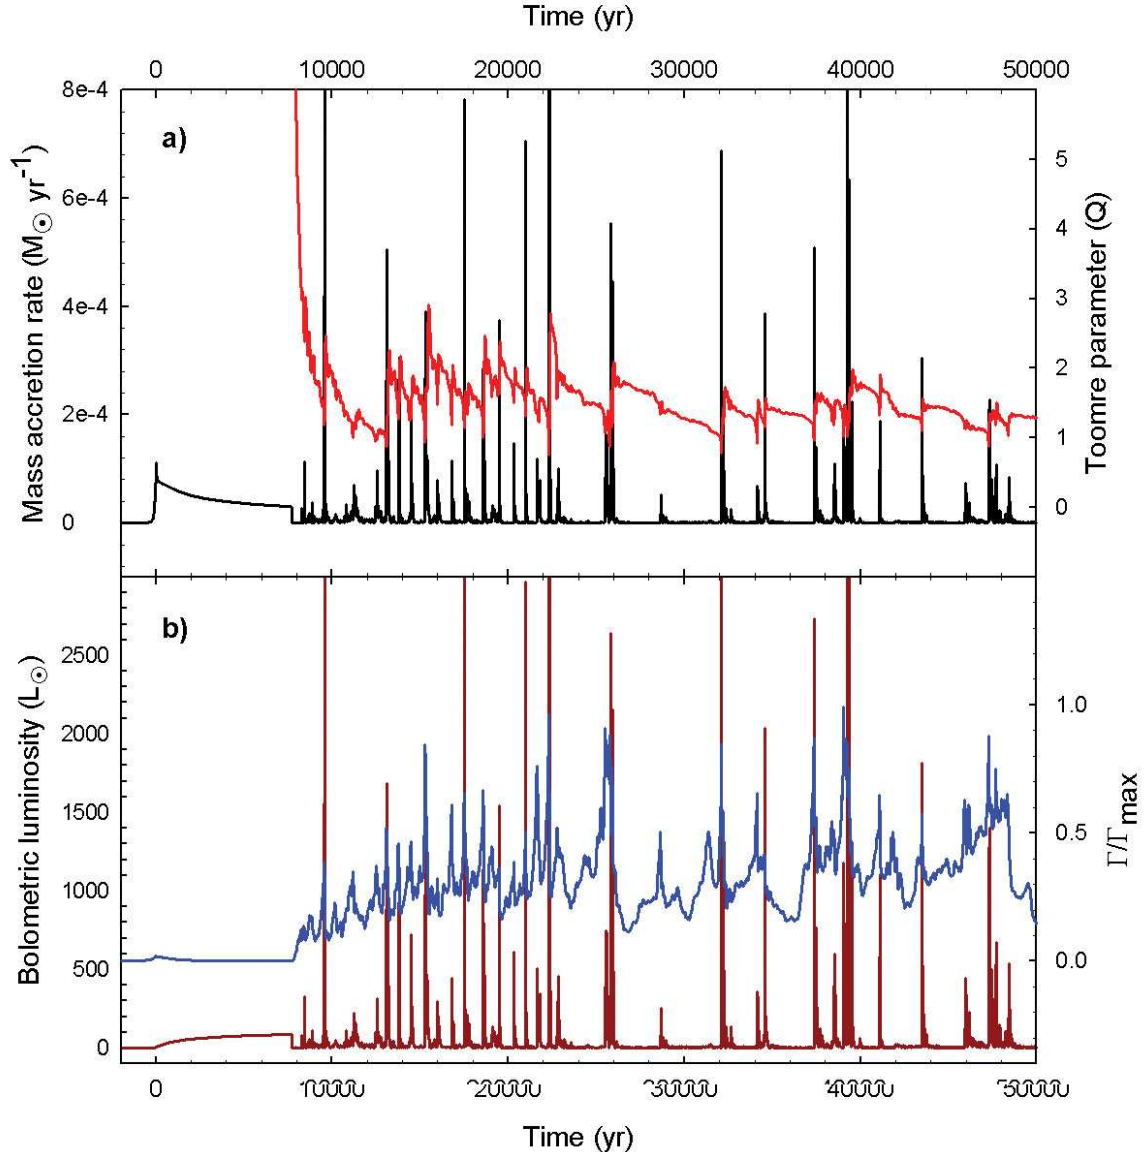 Time (yr)
0 10000 20000 30000 40000 50000
8e-4
6e-4
4e-4
2e-4
0
Mass accretion rate (M☉ yr⁻¹)
a)
5
4
3
2
1
0
Toomre parameter (Q)
b)
2500
2000
1500
1000
500
0
Bolometric luminosity (L☉)
1.0
0.5
0.0
Γ/Γmax
0 10000 20000 30000 40000 50000
Time (yr)